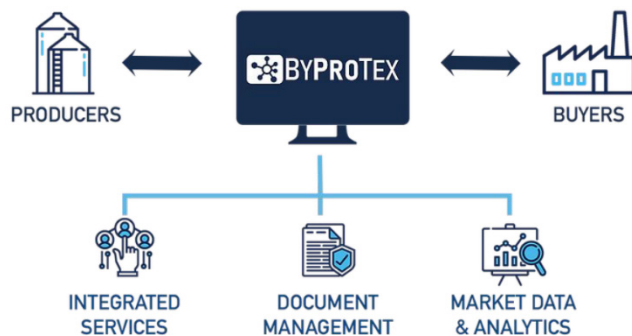 BYPROTEX
PRODUCERS
BUYERS
INTEGRATED
SERVICES
DOCUMENT
MANAGEMENT
MARKET DATA
& ANALYTICS